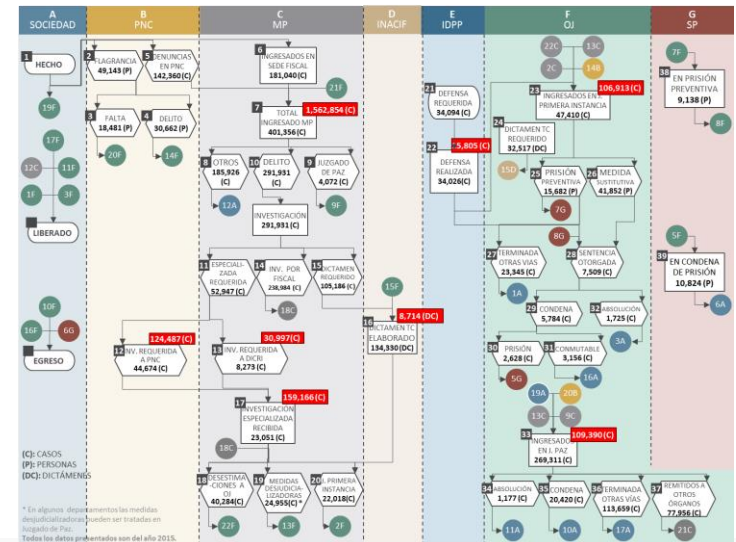 A
SOCIEDAD
B
PNC
C
MP
D
INACIF
E
IDPP
F
OJ
G
SP
1
HECHO
19F
17F
12C
11F
1F
3F
LIBERADO
10F
16F
6G
EGRESO
2
FLAGRANCIA
49,143 (P)
5
DENUNCIAS
EN PNC
142,360 (C)
3
FALTA
18,481 (P)
4
DELITO
30,662 (P)
20F
14F
6
INGRESADOS EN
SEDE FISCAL
181,040 (C)
21F
7
1,562,854 (C)
TOTAL
INGRESADO MP
401,356 (C)
8
OTROS
185,926
(C)
10
DELITO
291,931
(C)
9
JUZGADO
DE PAZ
4,072 (C)
12A
9F
INVESTIGACIÓN
291,931 (C)
11
ESPECIALI-
ZADA
REQUERIDA
52,947 (C)
14
INV. POR
FISCAL
238,984 (C)
15
DICTAMEN
REQUERIDO
105,186 (C)
18C
15F
16
8,714 (DC)
DICTAMEN TC
ELABORADO
134,330 (DC)
124,487 (C)
12
INV. REQUERIDA
A PNC
44,674 (C)
30,997(C)
13
INV. REQUERIDA
A DICRI
8,273 (C)
159,166 (C)
17
INVESTIGACIÓN
ESPECIALIZADA
RECIBIDA
23,051 (C)
18C
18
DESESTIMA-
CIONES A
OJ
40,284 (C)
19
MEDIDAS
DESJUDICIA-
LIZADORAS
24,955(C)*
20
J. PRIMERA
INSTANCIA
22,018(C)
22F
13F
2F
21
DEFENSA
REQUERIDA
34,094 (C)
22
5,805 (C)
DEFENSA
REALIZADA
34,026(C)
22C
13C
2C
14B
23
106,913 (C)
INGRESADOS EN J.
PRIMERA INSTANCIA
47,410 (C)
24
DICTAMEN TC
REQUERIDO
32,517 (DC)
15D
25
PRISIÓN
PREVENTIVA
15,682 (P)
26
MEDIDA
SUSTITUTIVA
41,852 (P)
7G
8G
27
TERMINADA
OTRAS VIAS
23,345 (C)
28
SENTENCIA
OTORGADA
7,509 (C)
1A
29
CONDENA
5,784 (C)
32
ABSOLUCIÓN
1,725 (C)
3A
30
PRISIÓN
2,628 (C)
31
CONMUTABLE
3,156 (C)
5G
16A
19A
20B
13C
9C
33
109,390 (C)
INGRESADOS
EN J. PAZ
269,311 (C)
34
ABSOLUCIÓN
1,177 (C)
35
CONDENA
20,420 (C)
36
TERMINADA
OTRAS VÍAS
113,659 (C)
37
REMITIDOS A
OTROS
ÓRGANOS
77,956 (C)
11A
10A
17A
21C
7F
38
EN PRISIÓN
PREVENTIVA
9,138 (P)
8F
5F
39
EN CONDENA
DE PRISIÓN
10,824 (P)
6A
(C): CASOS
(P): PERSONAS
(DC): DICTÁMENES
* En algunos departamentos las medidas
desjudicializadoras pueden ser tratadas en
Juzgado de Paz.
Todos los datos presentados son del año 2015.